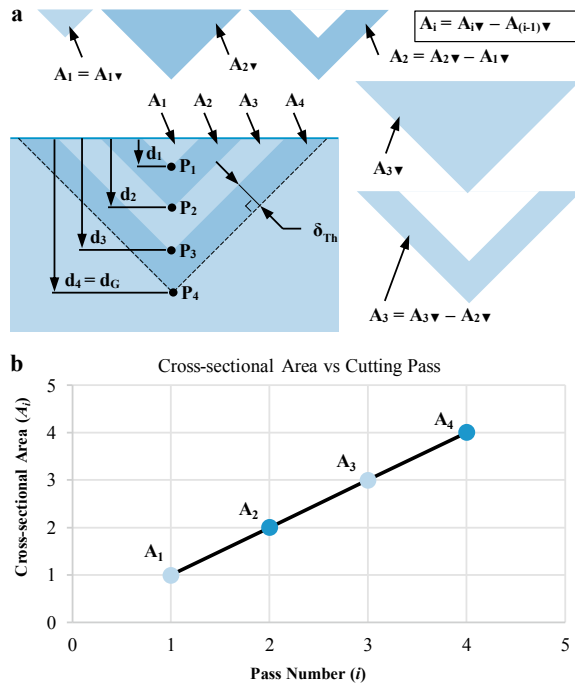 a
A₁ = A₁▼
A₂▼
A₂ = A₂▼ − A₁▼
Aᵢ = Aᵢ▼ − A₍ᵢ₋₁₎▼
A₁ A₂ A₃ A₄
d₁
P₁
d₂
P₂
d₃
P₃
d₄ = d_G
P₄
δ_Th
A₃▼
A₃ = A₃▼ − A₂▼
b
Cross-sectional Area vs Cutting Pass
Cross-sectional Area (Aᵢ)
5
4
3
2
1
0
A₁
A₂
A₃
A₄
0 1 2 3 4 5
Pass Number (i)